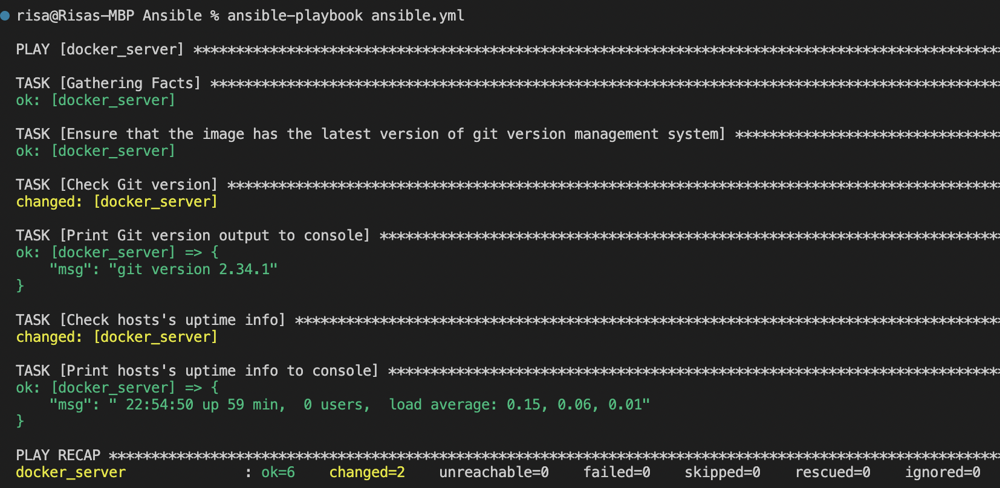 risa@Risas-MBP Ansible % ansible-playbook ansible.yml
PLAY [docker_server] ***********************************************************************************************
TASK [Gathering Facts] *********************************************************************************************
ok: [docker_server]
TASK [Ensure that the image has the latest version of git version management system] *******************************
ok: [docker_server]
TASK [Check Git version] *******************************************************************************************
changed: [docker_server]
TASK [Print Git version output to console] *************************************************************************
ok: [docker_server] => {
    "msg": "git version 2.34.1"
}
TASK [Check hosts's uptime info] ***********************************************************************************
changed: [docker_server]
TASK [Print hosts's uptime info to console] ************************************************************************
ok: [docker_server] => {
    "msg": " 22:54:50 up 59 min,  0 users,  load average: 0.15, 0.06, 0.01"
}
PLAY RECAP *********************************************************************************************************
docker_server              : ok=6    changed=2    unreachable=0    failed=0    skipped=0    rescued=0    ignored=0